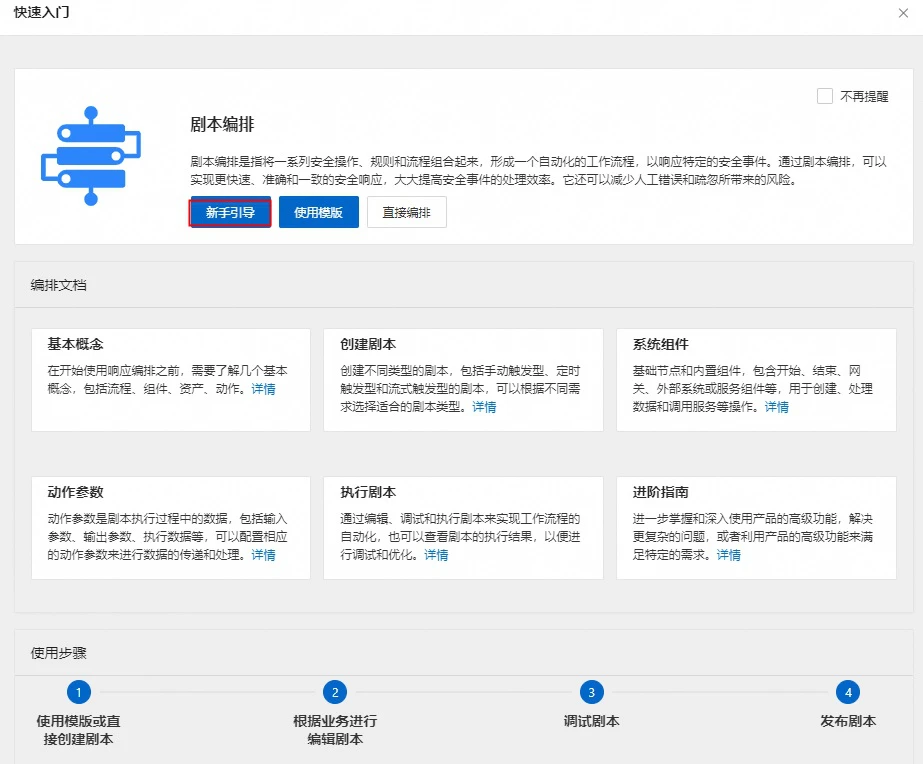 快速入门
不再提醒
剧本编排
剧本编排是指将一系列安全操作、规则和流程组合起来，形成一个自动化的工作流程，以响应特定的安全事件。通过剧本编排，可以
实现更快速、准确和一致的安全响应，大大提高安全事件的处理效率。它还可以减少人工错误和疏忽所带来的风险。
新手引导 使用模版 直接编排
编排文档
基本概念
在开始使用响应编排之前，需要了解几个基本
概念，包括流程、组件、资产、动作。详情
创建剧本
创建不同类型的剧本，包括手动触发型、定时
触发型和流式触发型的剧本，可以根据不同需
求选择适合的剧本类型。详情
系统组件
基础节点和内置组件，包含开始、结束、网
关、外部系统或服务组件等，用于创建、处理
数据和调用服务等操作。详情
动作参数
动作参数是剧本执行过程中的数据，包括输入
参数、输出参数、执行数据等，可以配置相应
的动作参数来进行数据的传递和处理。详情
执行剧本
通过编辑、调试和执行剧本来实现工作流程的
自动化，也可以查看剧本的执行结果，以便进
行调试和优化。详情
进阶指南
进一步掌握和深入使用产品的高级功能，解决
更复杂的问题，或者利用产品的高级功能来满
足特定的需求。详情
使用步骤
1
使用模版或直
接创建剧本
2
根据业务进行
编辑剧本
3
调试剧本
4
发布剧本